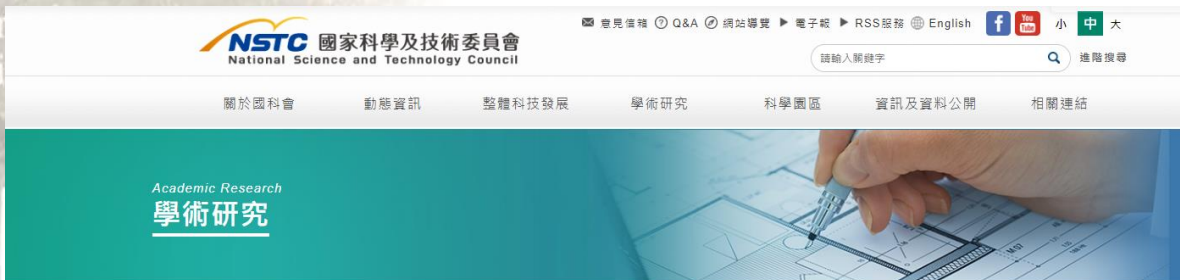 意見信箱 Q&A 網站導覽 ▶ 電子報 ▶ RSS服務 English f You Tube 小 中 大
NSTC 國家科學及技術委員會
National Science and Technology Council
請輸入關鍵字 進階搜尋
關於國科會 動態資訊 整體科技發展 學術研究 科學園區 資訊及資料公開 相關連結
Academic Research
學術研究
M-07